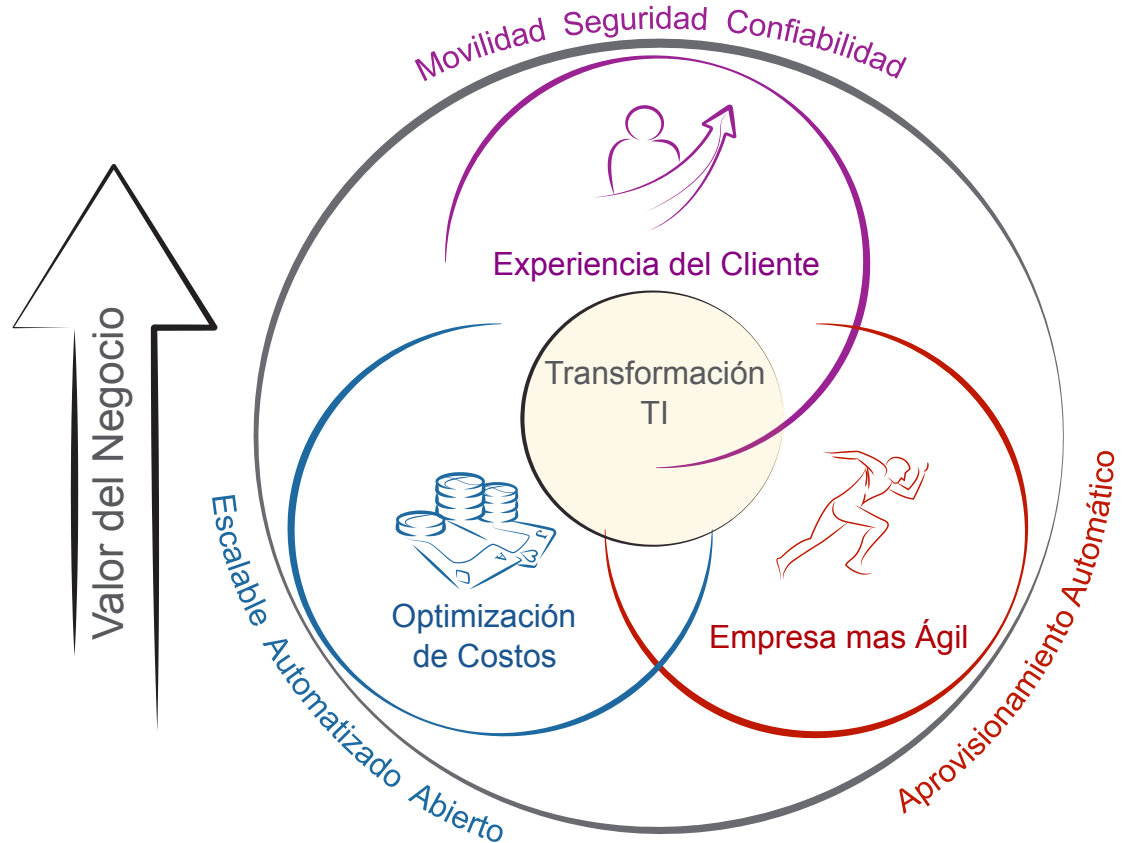 Movilidad Seguridad Confiabilidad
Experiencia del Cliente
Valor del Negocio
Transformación
TI
Escalable Automatizado Abierto
Optimización
de Costos
Empresa mas Ágil
Aprovisionamiento Automático
J
A